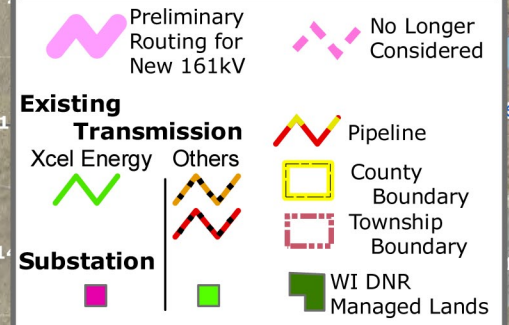 Preliminary
Routing for
New 161kV
No Longer
Considered
Existing
Transmission
Xcel Energy
Others
Pipeline
County
Boundary
Township
Boundary
Substation
WI DNR
Managed Lands